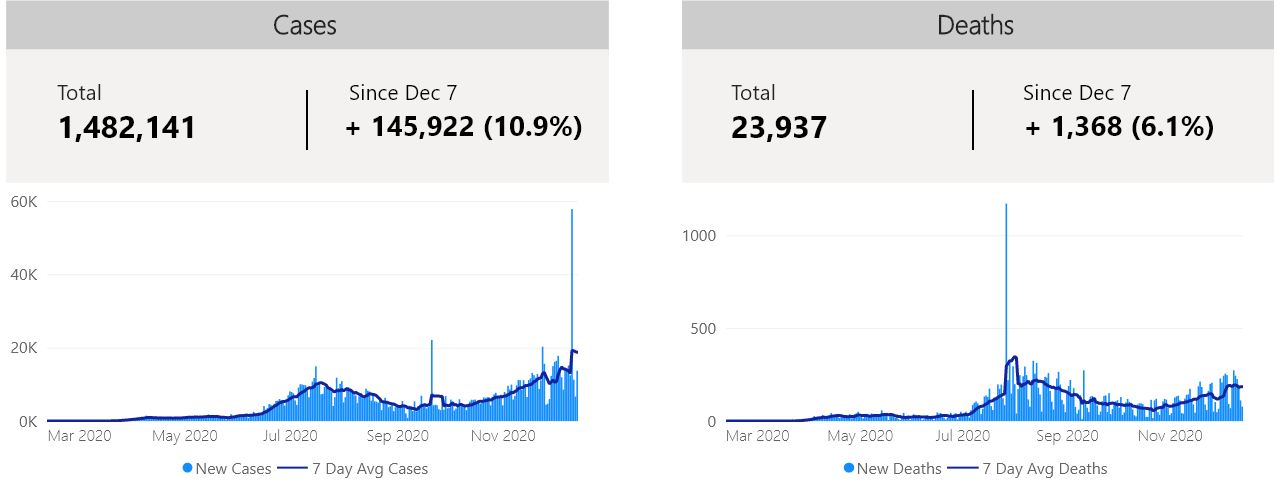 Cases
Total
1,482,141
Since Dec 7
+ 145,922 (10.9%)
60K
40K
20K
0K
Mar 2020 May 2020 Jul 2020 Sep 2020 Nov 2020
New Cases 7 Day Avg Cases
Deaths
Total
23,937
Since Dec 7
+ 1,368 (6.1%)
1000
500
0
Mar 2020 May 2020 Jul 2020 Sep 2020 Nov 2020
New Deaths 7 Day Avg Deaths